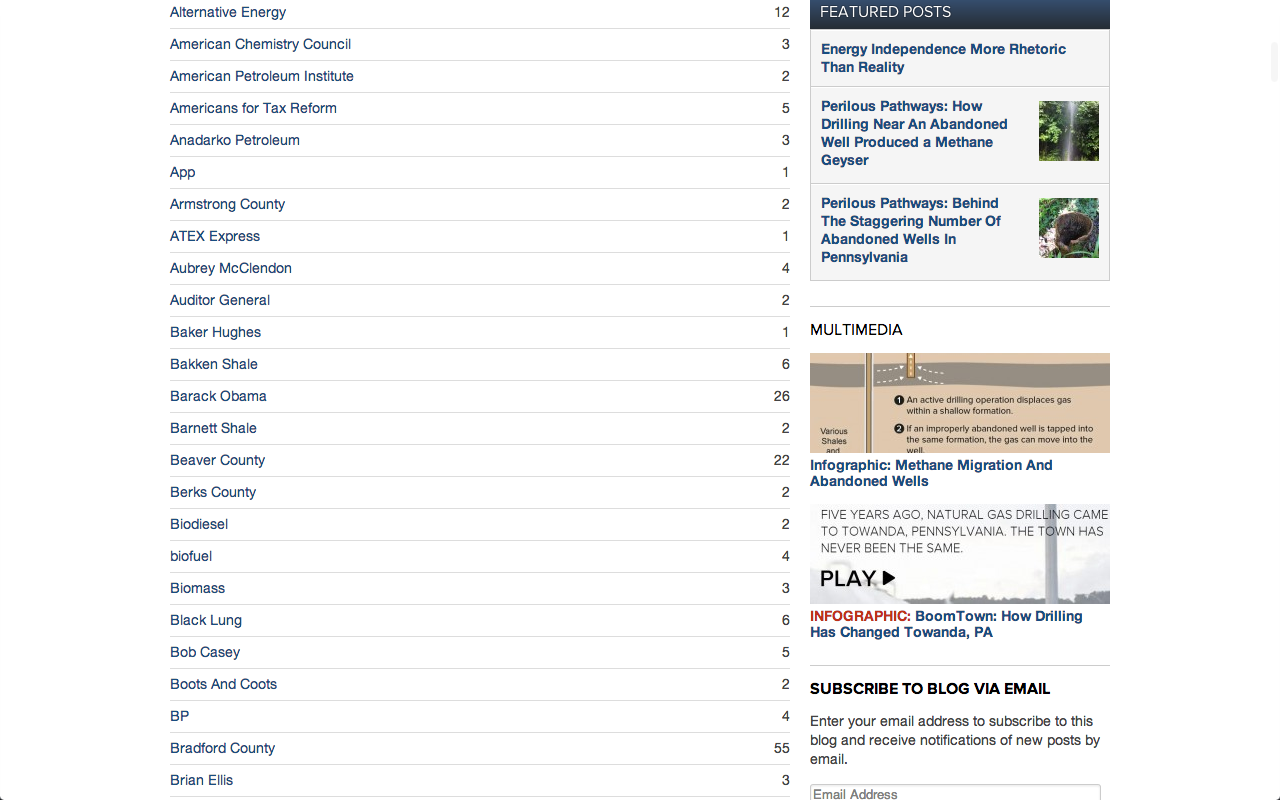 Alternative Energy 12
American Chemistry Council 3
American Petroleum Institute 2
Americans for Tax Reform 5
Anadarko Petroleum 3
App 1
Armstrong County 2
ATEX Express 1
Aubrey McClendon 4
Auditor General 2
Baker Hughes 1
Bakken Shale 6
Barack Obama 26
Barnett Shale 2
Beaver County 22
Berks County 2
Biodiesel 2
biofuel 4
Biomass 3
Black Lung 6
Bob Casey 5
Boots And Coots 2
BP 4
Bradford County 55
Brian Ellis 3
FEATURED POSTS
Energy Independence More Rhetoric
Than Reality
Perilous Pathways: How
Drilling Near An Abandoned
Well Produced a Methane
Geyser
Perilous Pathways: Behind
The Staggering Number Of
Abandoned Wells In
Pennsylvania
MULTIMEDIA
1 An active drilling operation displaces gas
within a shallow formation.
2 If an improperly abandoned well is tapped into
the same formation, the gas can move into the
well.
Various
Shales
and
Infographic: Methane Migration And
Abandoned Wells
FIVE YEARS AGO, NATURAL GAS DRILLING CAME
TO TOWANDA, PENNSYLVANIA. THE TOWN HAS
NEVER BEEN THE SAME.
PLAY
INFOGRAPHIC: BoomTown: How Drilling
Has Changed Towanda, PA
SUBSCRIBE TO BLOG VIA EMAIL
Enter your email address to subscribe to this
blog and receive notifications of new posts by
email.
Email Address